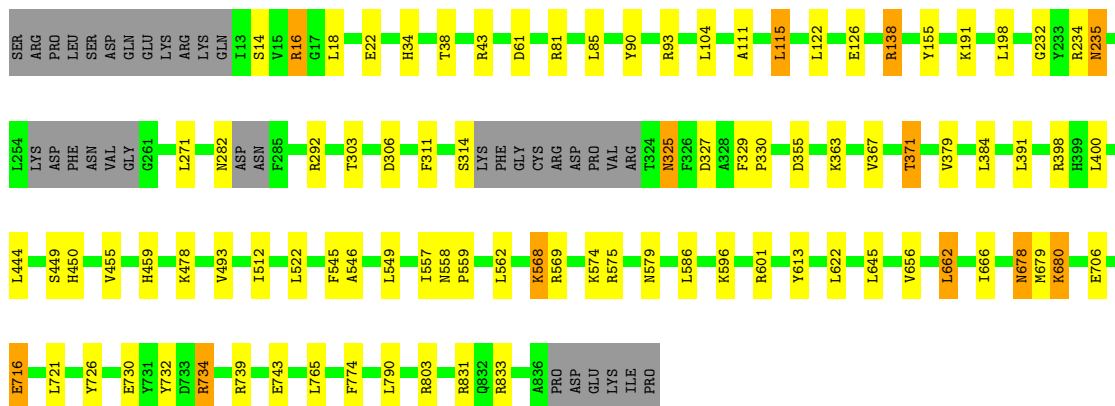 SER ARG PRO LEU SER ASP GLN GLU LYS ARG LYS GLN I13 S14 V15 R16 G17 L18 E22 H34 T38 R43 D61 R81 L85 Y90 R93 L104 A111 L115 L122 E126 R138 Y155 K191 L198 G232 Y233 R234 N235
L254 LYS ASP PHE ASN VAL GLY G261 L271 N282 ASP ASN F285 R292 T303 D306 F311 S314 LYS PHE GLY CYS ARG ASP PRO VAL ARG T324 N325 F326 D327 A328 F329 P330 D355 K363 V367 T371 V379 L384 L391 R398 H399 L400
L444 S449 H450 V455 H459 K478 V493 I512 L522 F545 A546 L549 I557 N558 P559 L562 K568 R569 K574 R575 N579 L586 K596 R601 Y613 L622 L645 V656 L662 I666 N678 M679 K680 E706
E716 L721 Y726 E730 Y731 Y732 D733 R734 R739 E743 L765 F774 L790 R803 R831 Q832 R833 A836 PRO ASP GLU LYS ILE PRO